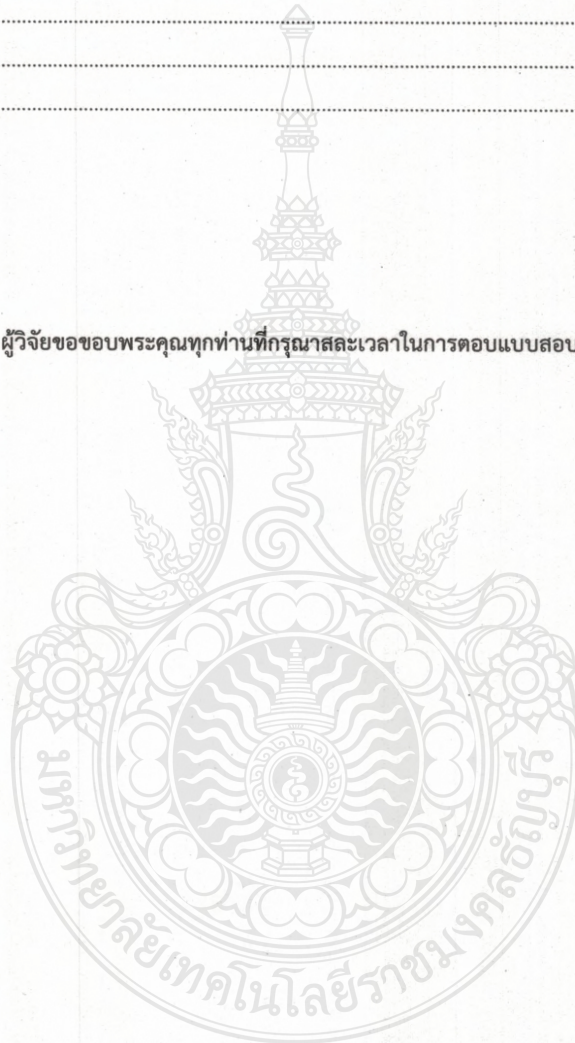 ผู้วิจัยขอขอบพระคุณทุกท่านที่กรุณาสละเวลาในการตอบแบบสอบ
มหาวิทยาลัยเทคโนโลยีราชมงคลธัญบุรี